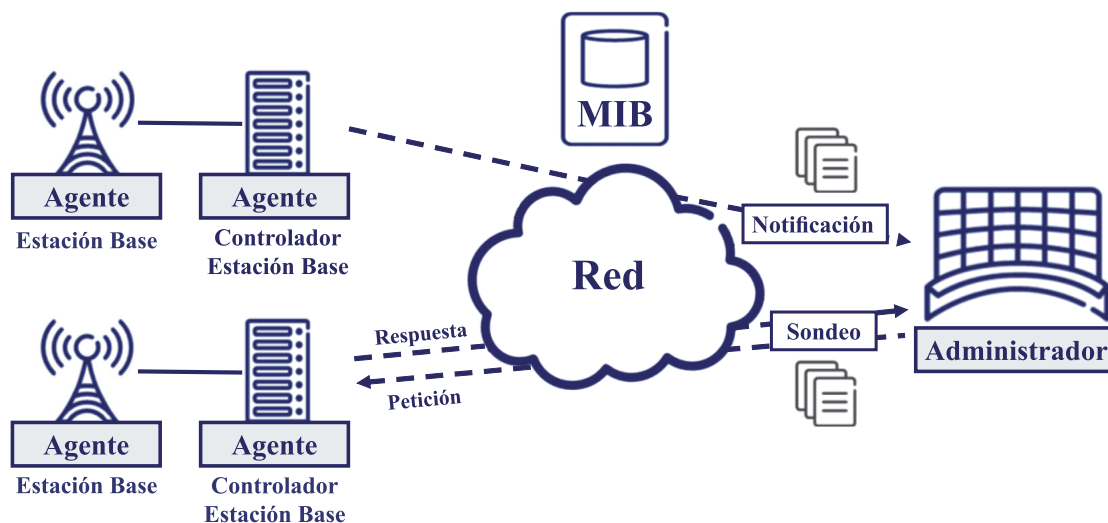 MIB
Agente
Estación Base
Agente
Controlador
Estación Base
Notificación
Red
Respuesta
Petición
Sondeo
Administrador
Agente
Estación Base
Agente
Controlador
Estación Base